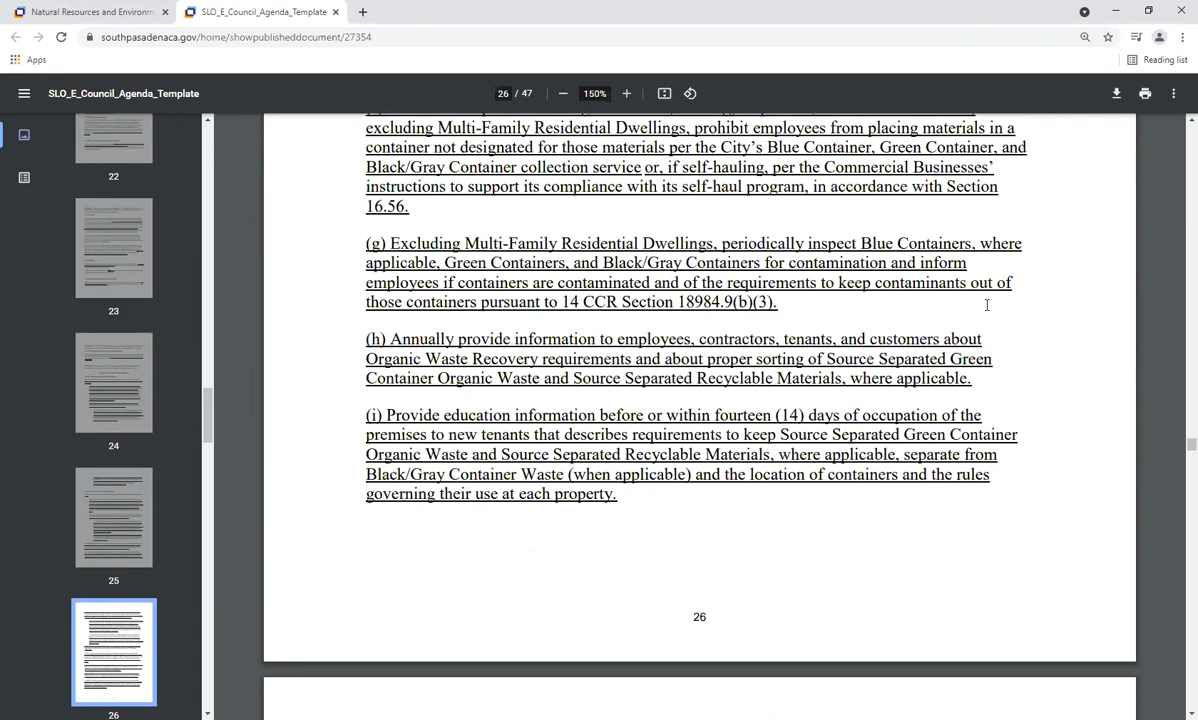 Natural Resources and Environm
SLO_E_Council_Agenda_Template
southpasadenaca.gov/home/showpublisheddocument/27354
Apps
Reading list
SLO_E_Council_Agenda_Template
26 / 47
150%
excluding Multi-Family Residential Dwellings, prohibit employees from placing materials in a
container not designated for those materials per the City's Blue Container, Green Container, and
Black/Gray Container collection service or, if self-hauling, per the Commercial Businesses'
instructions to support its compliance with its self-haul program, in accordance with Section
16.56.
(g) Excluding Multi-Family Residential Dwellings, periodically inspect Blue Containers, where
applicable, Green Containers, and Black/Gray Containers for contamination and inform
employees if containers are contaminated and of the requirements to keep contaminants out of
those containers pursuant to 14 CCR Section 18984.9(b)(3).
(h) Annually provide information to employees, contractors, tenants, and customers about
Organic Waste Recovery requirements and about proper sorting of Source Separated Green
Container Organic Waste and Source Separated Recyclable Materials, where applicable.
(i) Provide education information before or within fourteen (14) days of occupation of the
premises to new tenants that describes requirements to keep Source Separated Green Container
Organic Waste and Source Separated Recyclable Materials, where applicable, separate from
Black/Gray Container Waste (when applicable) and the location of containers and the rules
governing their use at each property.
26
22
23
24
25
26